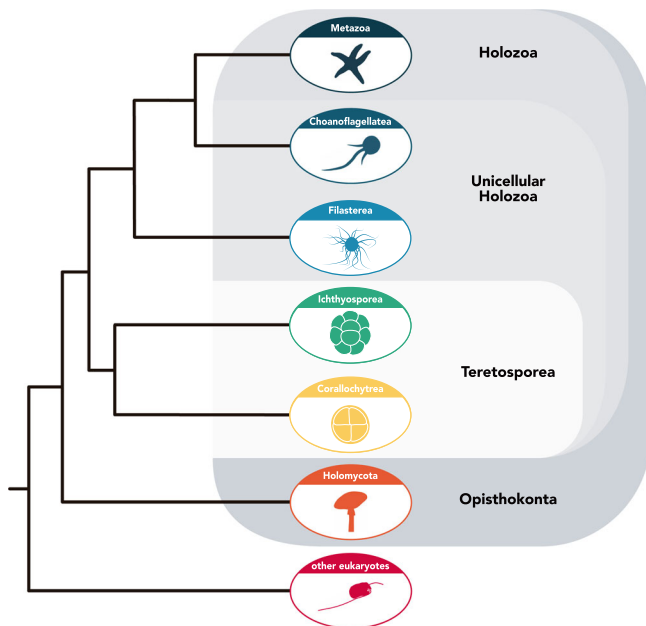 Metazoa
Holozoa
Choanoflagellatea
Unicellular
Holozoa
Filasterea
Ichthyosporea
Teretosporea
Corallochytrea
Holomycota
Opisthokonta
other eukaryotes